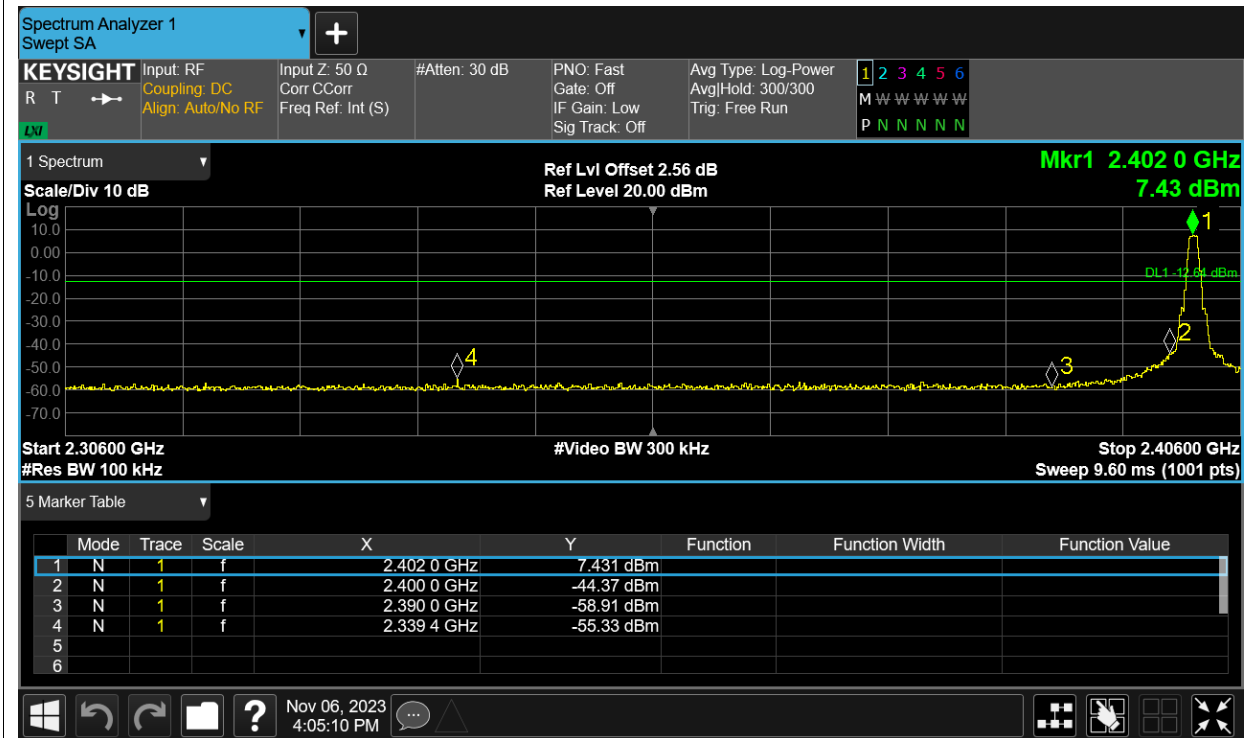 Spectrum Analyzer 1
Swept SA
+
KEYSIGHT Input: RF Input Z: 50 Ω #Atten: 30 dB PNO: Fast Avg Type: Log-Power 1 2 3 4 5 6
R T Coupling: DC Corr CCorr Gate: Off Avg|Hold: 300/300 M W W W W W W
Align: Auto/No RF Freq Ref: Int (S) IF Gain: Low Trig: Free Run P N N N N N N
LXI Sig Track: Off
1 Spectrum Ref Lvl Offset 2.56 dB Mkr1 2.402 0 GHz
Scale/Div 10 dB Ref Level 20.00 dBm 7.43 dBm
Log
1
10.0
0.00
-10.0 DL1 -12.64 dBm
-20.0
-30.0
2
-40.0
4
-50.0
3
-60.0
-70.0
Start 2.30600 GHz #Video BW 300 kHz Stop 2.40600 GHz
#Res BW 100 kHz Sweep 9.60 ms (1001 pts)
5 Marker Table
Mode Trace Scale X Y Function Function Width Function Value
1 N 1 f 2.402 0 GHz 7.431 dBm
2 N 1 f 2.400 0 GHz -44.37 dBm
3 N 1 f 2.390 0 GHz -58.91 dBm
4 N 1 f 2.339 4 GHz -55.33 dBm
5
6
? Nov 06, 2023
4:05:10 PM